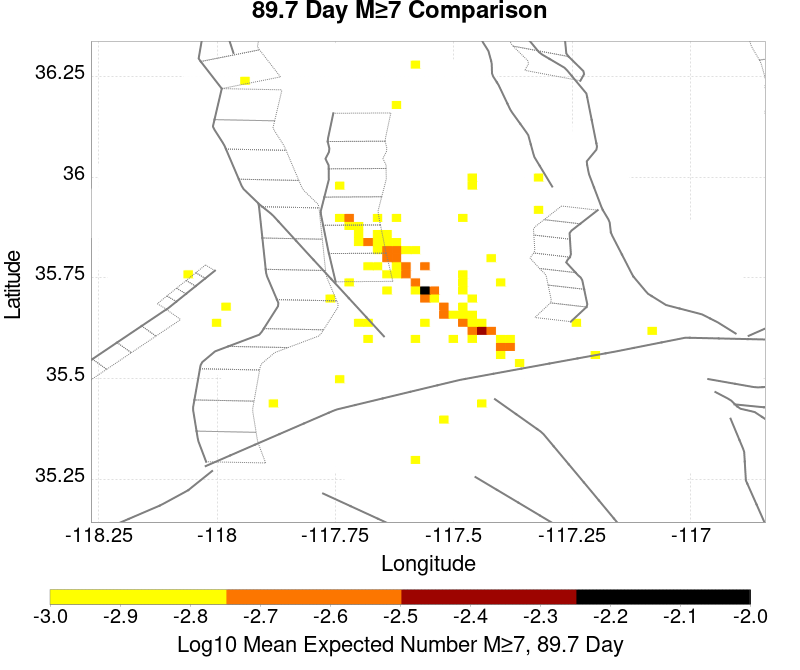 89.7 Day M≥7 Comparison
36.25
36
35.75
35.5
35.25
Latitude
-118.25 -118 -117.75 -117.5 -117.25 -117
Longitude
-3.0 -2.9 -2.8 -2.7 -2.6 -2.5 -2.4 -2.3 -2.2 -2.1 -2.0
Log10 Mean Expected Number M≥7, 89.7 Day